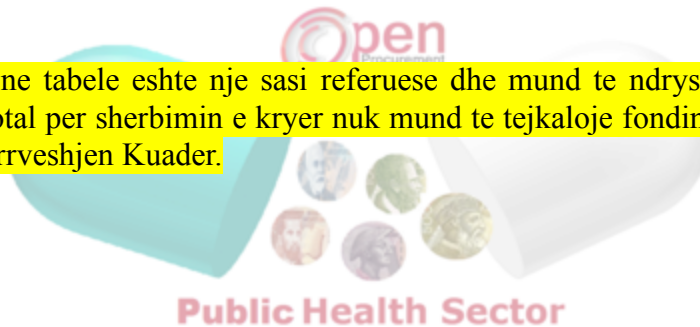 Open
Procurement
ne tabele eshte nje sasi referuese dhe mund te ndrys
otal per sherbimin e kryer nuk mund te tejkaloje fondin
rrveshjen Kuader.
Public Health Sector